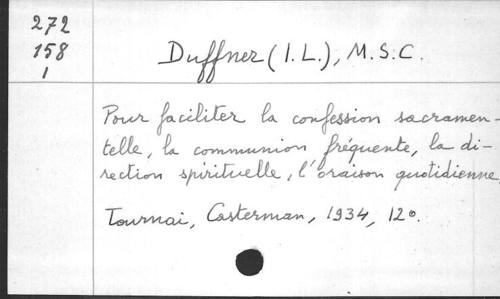 272
158
1
Duffner (I.L.), M.S.C.
Pour faciliter la confession sacramen-
telle, la communion fréquente, la di-
rection spirituelle, l'oraison quotidienne
Tournai, Casterman, 1934, 12°.